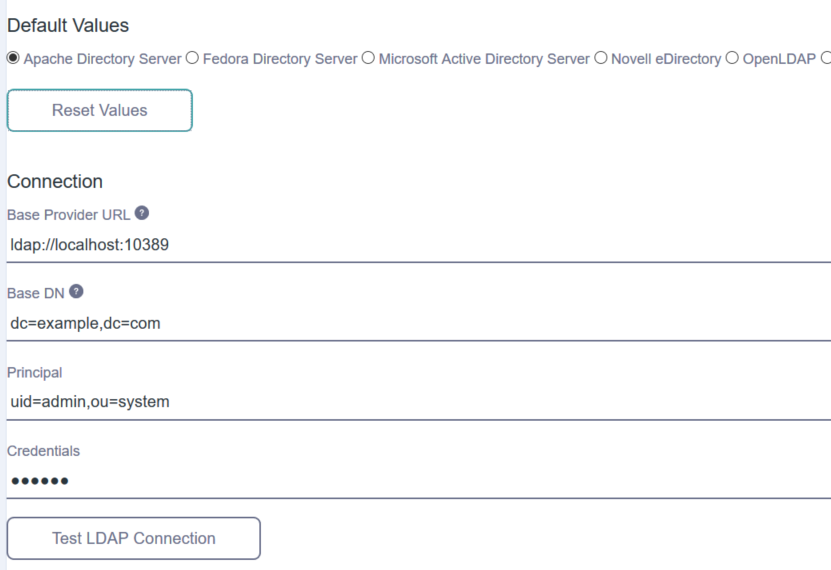 Default Values
Apache Directory Server Fedora Directory Server Microsoft Active Directory Server Novell eDirectory OpenLDAP
Reset Values
Connection
Base Provider URL ?
ldap://localhost:10389
Base DN ?
dc=example,dc=com
Principal
uid=admin,ou=system
Credentials
••••••
Test LDAP Connection